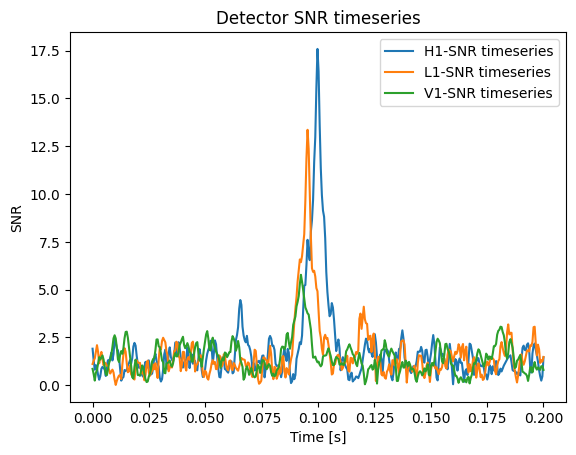 Detector SNR timeseries
H1-SNR timeseries
L1-SNR timeseries
V1-SNR timeseries
SNR
17.5
15.0
12.5
10.0
7.5
5.0
2.5
0.0
0.000 0.025 0.050 0.075 0.100 0.125 0.150 0.175 0.200
Time [s]